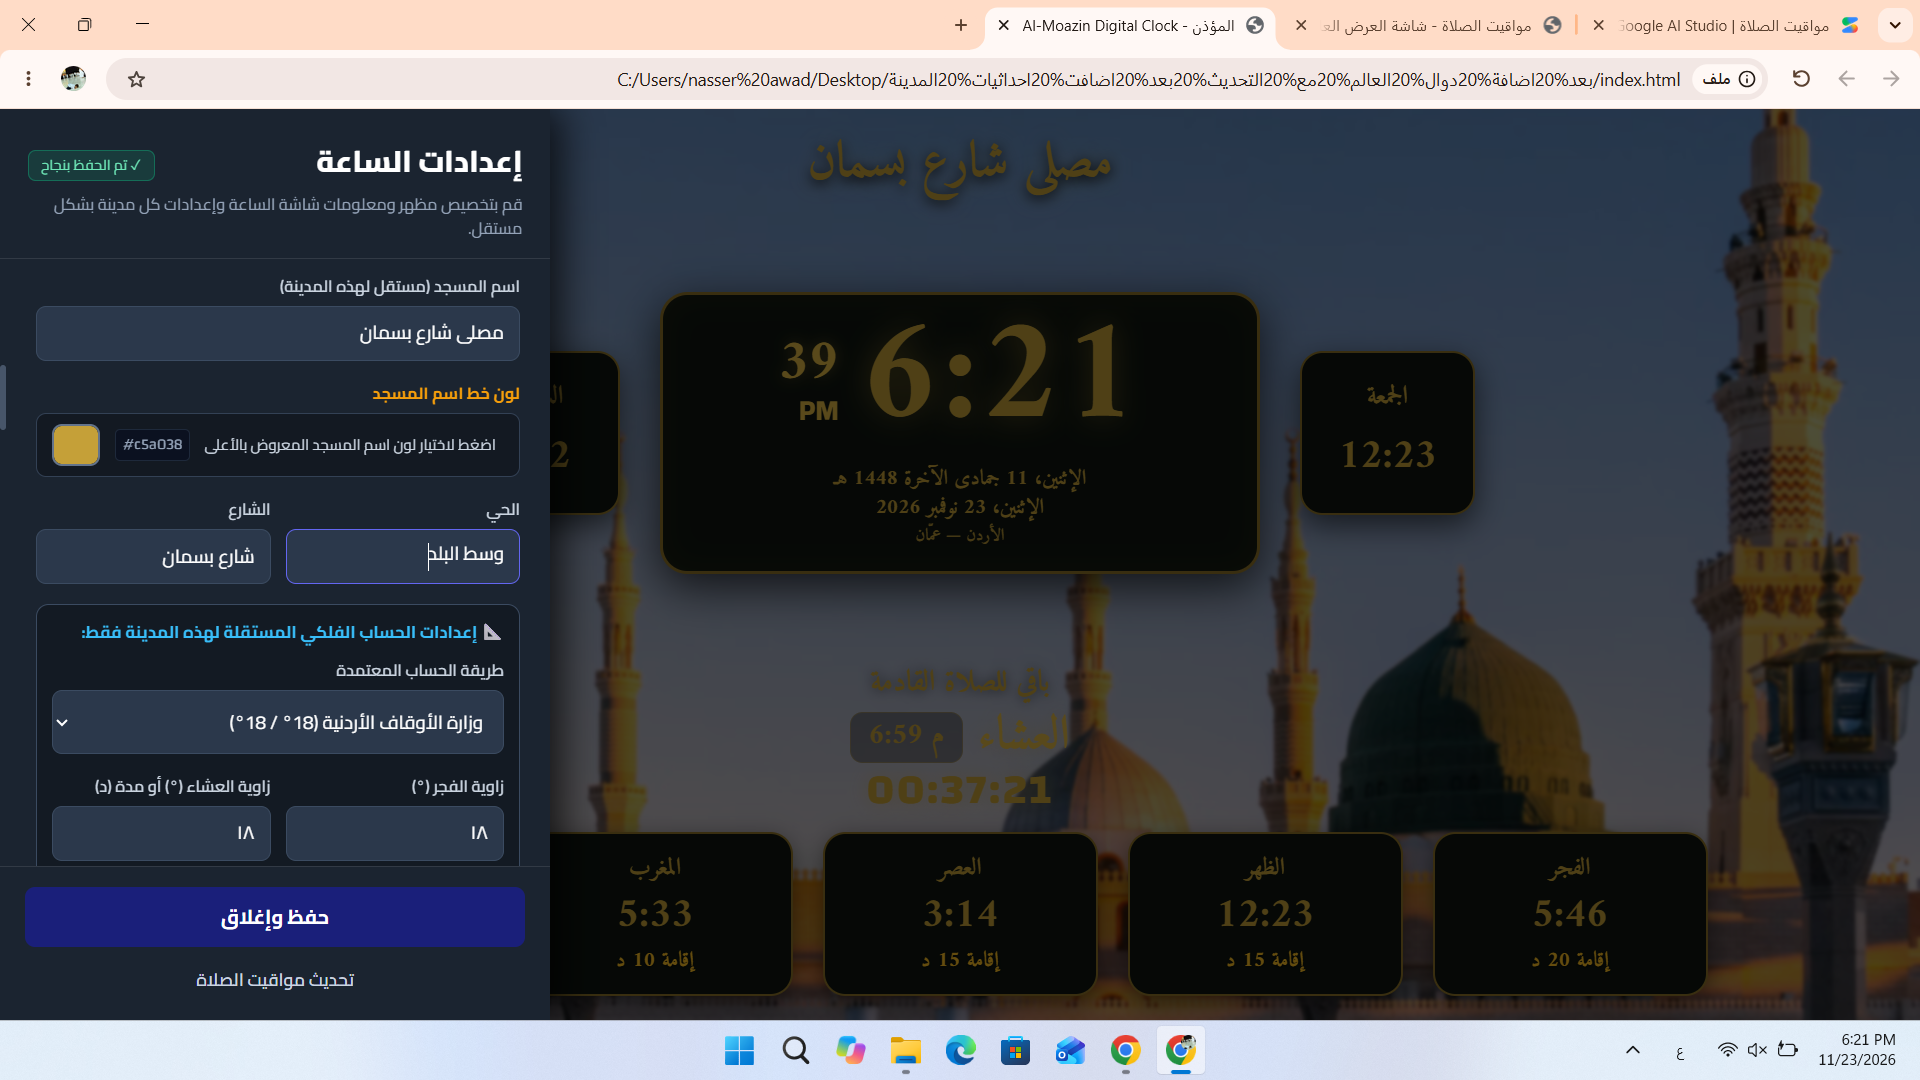 مواقيت الصلاة | Google AI Studio
مواقيت الصلاة - شاشة العرض
المؤذن - Al-Moazin Digital Clock
ملف
C:/Users/nasser%20awad/Desktop/بعد%20اضافة%20دوال%20العالم%20مع%20التحديث%20بعد%20اضافت%20احداثيات%20المدينة/index.html
إعدادات الساعة
✓ تم الحفظ بنجاح
قم بتخصيص مظهر ومعلومات شاشة الساعة وإعدادات كل مدينة بشكل
مستقل.
اسم المسجد (مستقل لهذه المدينة)
مصلى شارع بسمان
لون خط اسم المسجد
اضغط لاختيار لون اسم المسجد المعروض بالأعلى
#c5a038
الحي
الشارع
وسط البلد
شارع بسمان
📐 إعدادات الحساب الفلكي المستقلة لهذه المدينة فقط:
طريقة الحساب المعتمدة
وزارة الأوقاف الأردنية (18° / 18°)
زاوية الفجر (°)
زاوية العشاء (°) أو مدة (د)
١٨
١٨
حفظ وإغلاق
تحديث مواقيت الصلاة
مصلى شارع بسمان
الجمعة
12:23
6:21
39
PM
الإثنين، 11 جمادى الآخرة 1448 هـ
الإثنين، 23 نوفمبر 2026
الأردن — عمّان
باقي للصلاة القادمة
العشاء
6:59 م
00:37:21
الفجر
5:46
إقامة 20 د
الظهر
12:23
إقامة 15 د
العصر
3:14
إقامة 15 د
المغرب
5:33
إقامة 10 د
ع
6:21 PM
11/23/2026